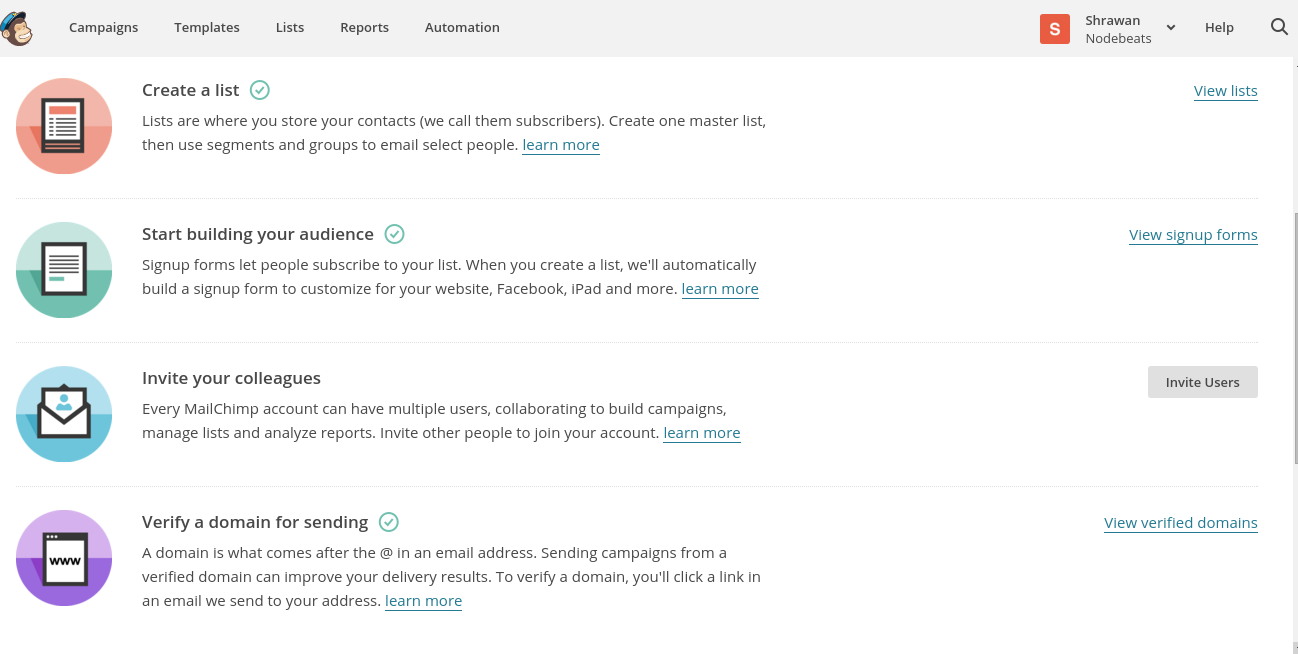 Campaigns Templates Lists Reports Automation
S Shrawan Nodebeats Help
Create a list View lists
Lists are where you store your contacts (we call them subscribers). Create one master list,
then use segments and groups to email select people. learn more
Start building your audience View signup forms
Signup forms let people subscribe to your list. When you create a list, we'll automatically
build a signup form to customize for your website, Facebook, iPad and more. learn more
Invite your colleagues Invite Users
Every MailChimp account can have multiple users, collaborating to build campaigns,
manage lists and analyze reports. Invite other people to join your account. learn more
Verify a domain for sending View verified domains
A domain is what comes after the @ in an email address. Sending campaigns from a
verified domain can improve your delivery results. To verify a domain, you'll click a link in
an email we send to your address. learn more
WWW